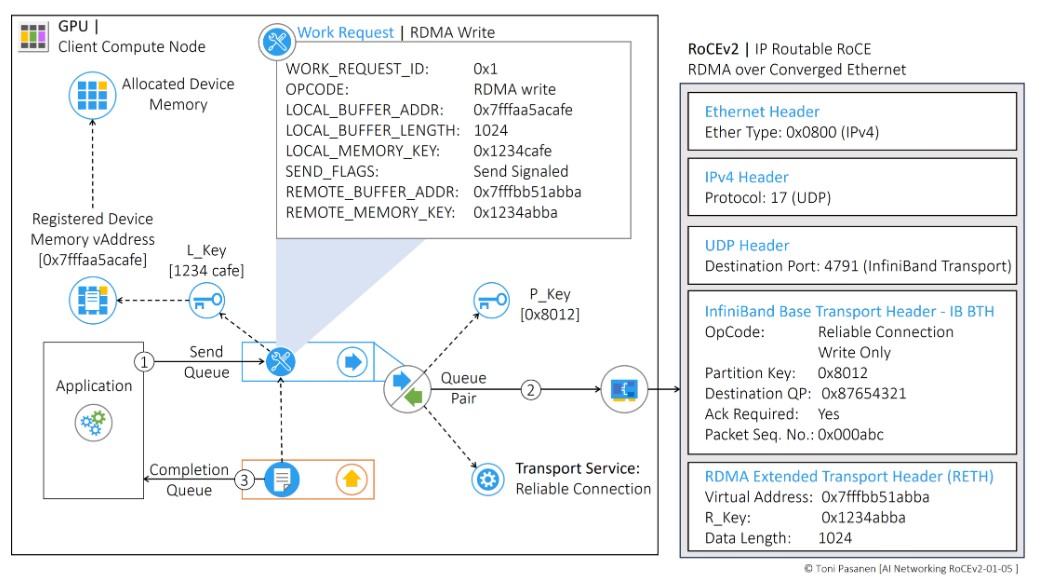 GPU |
Client Compute Node
Work Request | RDMA Write
WORK_REQUEST_ID: 0x1
OPCODE: RDMA write
LOCAL_BUFFER_ADDR: 0x7fffaa5acafe
LOCAL_BUFFER_LENGTH: 1024
LOCAL_MEMORY_KEY: 0x1234cafe
SEND_FLAGS: Send Signaled
REMOTE_BUFFER_ADDR: 0x7fffbb51abba
REMOTE_MEMORY_KEY: 0x1234abba
Allocated Device
Memory
Registered Device
Memory vAddress
[0x7fffaa5acafe]
L_Key
[1234 cafe]
P_Key
[0x8012]
Application
1
Send
Queue
Queue
Pair
2
Completion
Queue
3
Transport Service:
Reliable Connection
RoCEv2 | IP Routable RoCE
RDMA over Converged Ethernet
Ethernet Header
Ether Type: 0x0800 (IPv4)
IPv4 Header
Protocol: 17 (UDP)
UDP Header
Destination Port: 4791 (InfiniBand Transport)
InfiniBand Base Transport Header - IB BTH
OpCode: Reliable Connection
Write Only
Partition Key: 0x8012
Destination QP: 0x87654321
Ack Required: Yes
Packet Seq. No.: 0x000abc
RDMA Extended Transport Header (RETH)
Virtual Address: 0x7fffbb51abba
R_Key: 0x1234abba
Data Length: 1024
© Toni Pasanen [AI Networking RoCEv2-01-05 ]